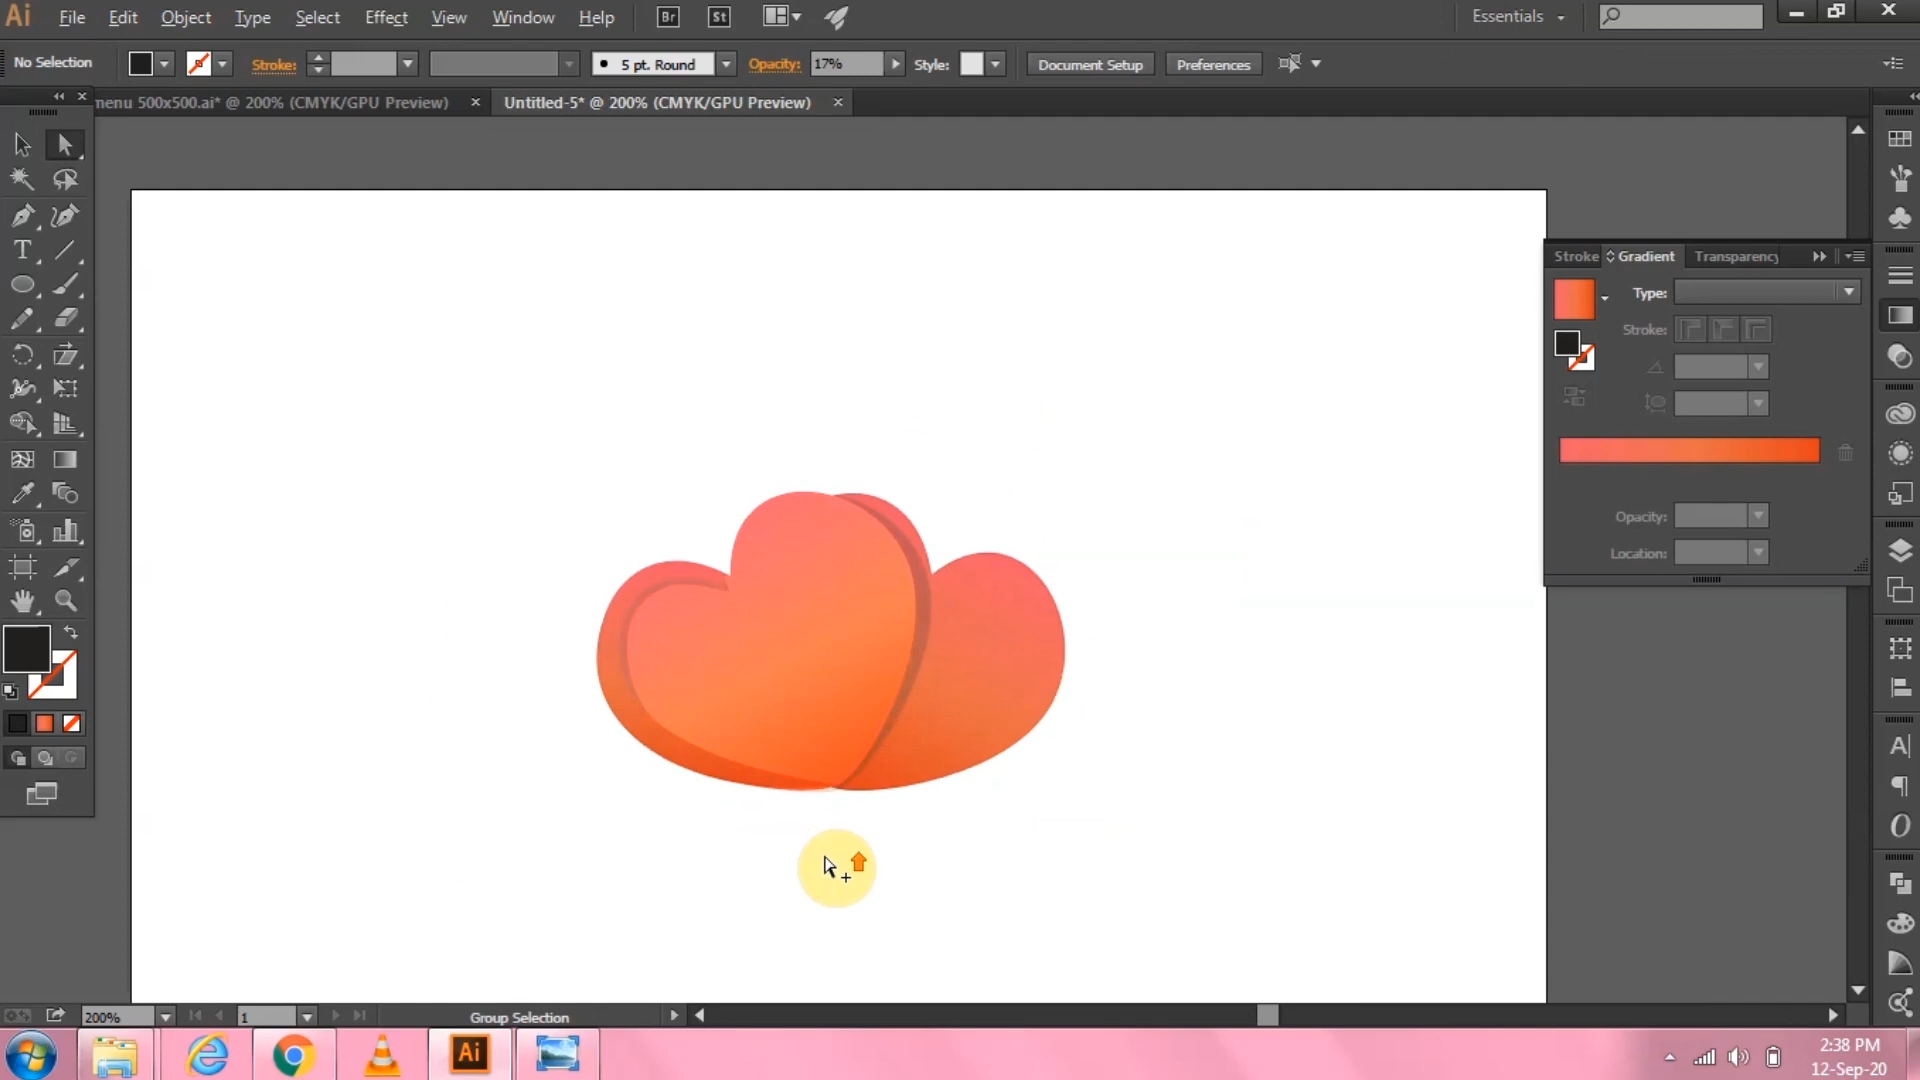 Ai File Edit Object Type Select Effect View Window Help Br St Essentials
No Selection Stroke: 5 pt. Round Opacity: 17% Style: Document Setup Preferences
menu 500x500.ai* @ 200% (CMYK/GPU Preview) × Untitled-5* @ 200% (CMYK/GPU Preview) ×
Stroke Gradient Transparency
Type:
Stroke:
Opacity:
Location:
200% 1 Group Selection
Ai
2:38 PM
12-Sep-20